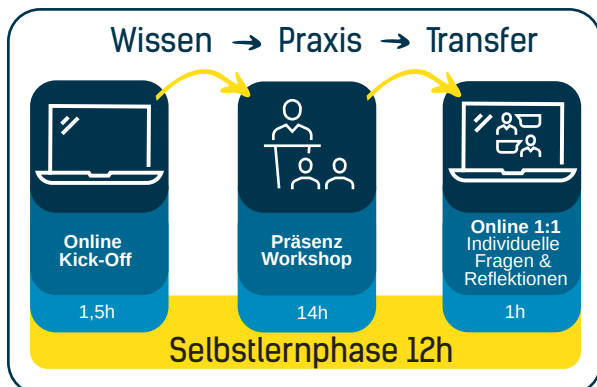 Wissen → Praxis → Transfer
Online
Kick-Off
1,5h
Präsenz
Workshop
14h
Online 1:1
Individuelle
Fragen &
Reflektionen
1h
Selbstlernphase 12h